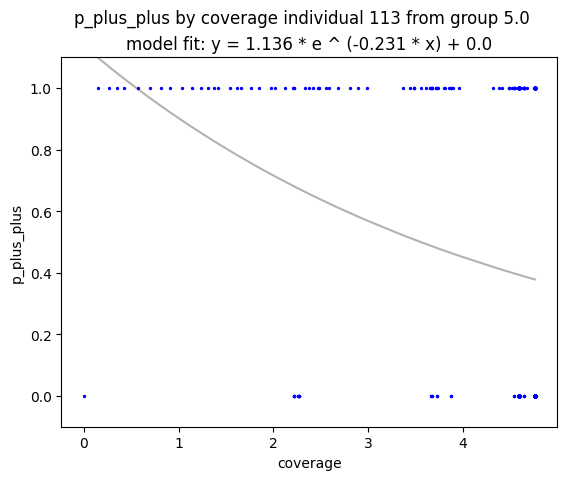 p_plus_plus by coverage individual 113 from group 5.0
model fit: y = 1.136 * e ^ (-0.231 * x) + 0.0
1.0
0.8
0.6
0.4
0.2
0.0
p_plus_plus
0 1 2 3 4
coverage